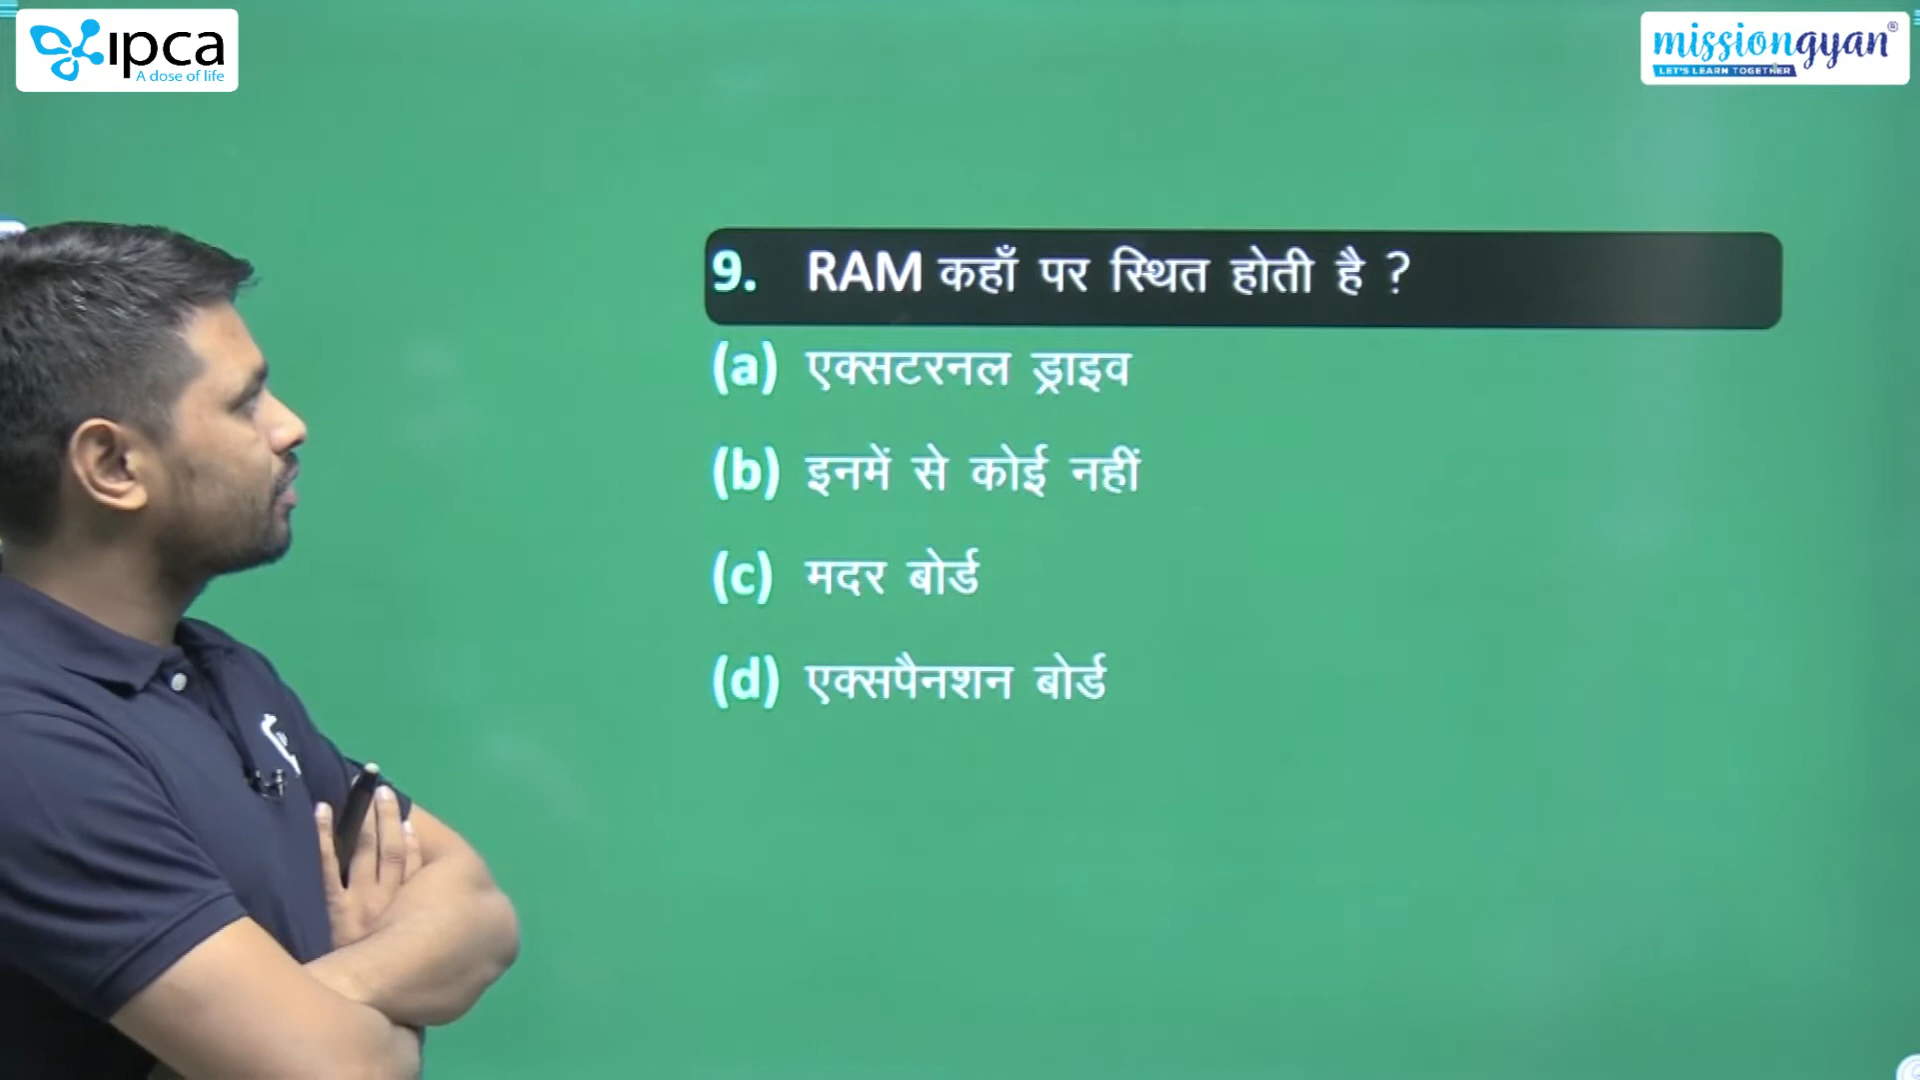 ipca
A dose of life
missiongyan®
LET'S LEARN TOGETHER
9. RAM कहाँ पर स्थित होती है ?
(a) एक्सटरनल ड्राइव
(b) इनमें से कोई नहीं
(c) मदर बोर्ड
(d) एक्सपैनशन बोर्ड